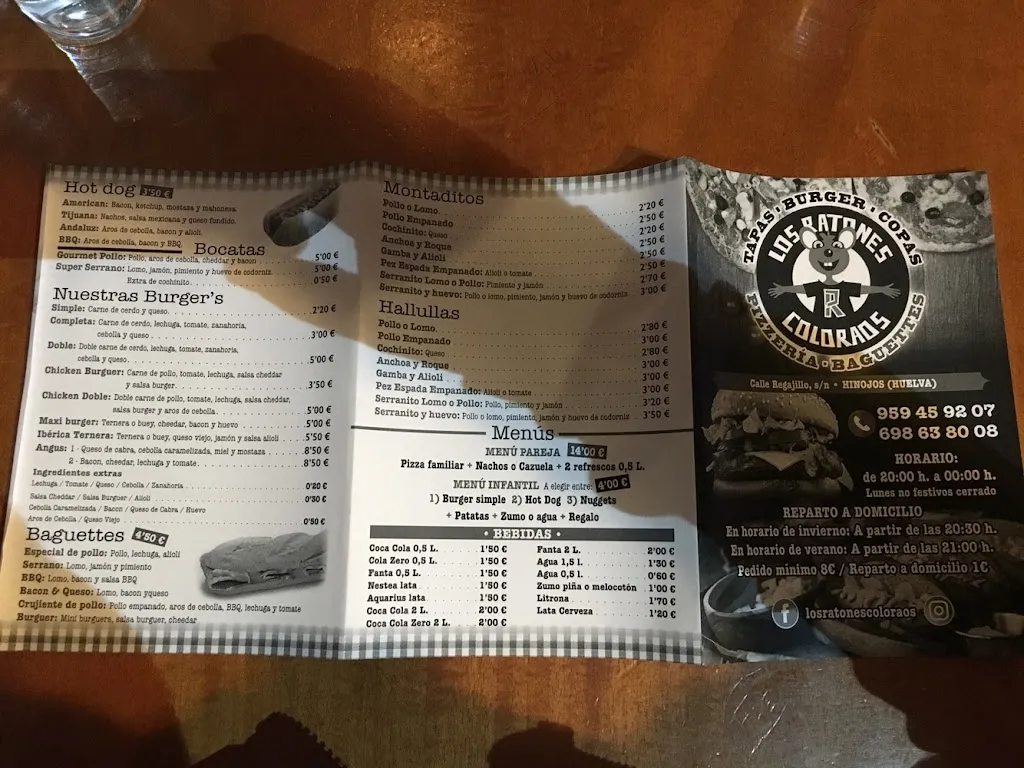 Hot dog 3'50 €
American: Bacon, ketchup, mostaza y mahonesa
Tijuana: Nachos, salsa mexicana y queso fundido.
Andaluz: Aros de cebolla, bacon y alioli.
BBQ: Aros de cebolla, bacon y BBQ
Bocatas
Gourmet Pollo: Pollo, aros de cebolla, cheddar y bacon 5'00 €
Super Serrano: Lomo, jamón, pimiento y huevo de codorniz. 5'00 €
Extra de cochinito 0'50 €
Nuestras Burger's
Simple: Carne de cerdo y queso. 2'20 €
Completa: Carne de cerdo, lechuga, tomate, zanahoria,
cebolla y queso 3'00 €
Doble: Doble carne de cerdo, lechuga, tomate, zanahoria,
cebolla y queso. 5'00 €
Chicken Burguer: Carne de pollo, tomate, lechuga, salsa cheddar
y salsa burger. 3'50 €
Chicken Doble: Doble carne de pollo, tomate, lechuga, salsa cheddar,
salsa burger y aros de cebolla. 5'00 €
Maxi burger: Ternera o buey, cheedar, bacon y huevo 5'00 €
Ibérica Ternera: Ternera o buey, queso viejo, jamón y salsa alioli 5'50 €
Angus: 1 - Queso de cabra, cebolla caramelizada, miel y mostaza 8'50 €
2 - Bacon, cheedar, lechuga y tomate. 8'50 €
Ingredientes extras
Lechuga / Tomate / Queso / Cebolla / Zanahoria 0'20 €
Salsa Cheddar / Salsa Burguer / Alioli 0'30 €
Cebolla Caramelizada / Bacon / Queso de Cabra / Huevo
Aros de Cebolla / Queso Viejo 0'50 €
Baguettes 4'50 €
Especial de pollo: Pollo, lechuga, alioli
Serrano: Lomo, jamón y pimiento
BBQ: Lomo, bacon y salsa BBQ
Bacon & Queso: Lomo, bacon yqueso
Crujiente de pollo: Pollo empanado, aros de cebolla, BBQ, lechuga y tomate
Burguer: Mini burguers, salsa burguer, cheedar
Montaditos
Pollo o Lomo 2'20 €
Pollo Empanado 2'50 €
Cochinito: Queso 2'20 €
Anchoa y Roque 2'50 €
Gamba y Alioli 2'50 €
Pez Espada Empanado: Alioli o tomate 2'50 €
Serranito Lomo o Pollo: Pimiento y jamón 2'70 €
Serranito y huevo: Pollo o lomo, pimiento, jamón y huevo de codorniz 3'00 €
Hallullas
Pollo o Lomo 2'80 €
Pollo Empanado 3'00 €
Cochinito: Queso 2'80 €
Anchoa y Roque 3'00 €
Gamba y Alioli 3'00 €
Pez Espada Empanado: Alioli o tomate 3'00 €
Serranito Lomo o Pollo: Pollo, pimiento y jamón 3'20 €
Serranito y huevo: Pollo o lomo, pimiento, jamón y huevo de codorniz 3'50 €
Menús
MENÚ PAREJA 14'00 €
Pizza familiar + Nachos o Cazuela + 2 refrescos 0,5 L.
MENÚ INFANTIL A elegir entre: 4'00 €
1) Burger simple 2) Hot Dog 3) Nuggets
+ Patatas + Zumo o agua + Regalo
• BEBIDAS •
Coca Cola 0,5 L. 1'50 €
Cola Zero 0,5 L. 1'50 €
Fanta 0,5 L. 1'50 €
Nestea lata 1'50 €
Aquarius lata 1'50 €
Coca Cola 2 L. 2'00 €
Coca Cola Zero 2 L. 2'00 €
Fanta 2 L. 2'00 €
Agua 1,5 l. 1'30 €
Agua 0,5 l. 0'60 €
Zumo piña o melocotón 1'00 €
Litrona 1'70 €
Lata Cerveza 1'20 €
TAPAS · BURGER · COPAS
LOS RATONES
R
COLORAOS
PIZZERÍA · BAGUETTES
Calle Regajillo, s/n • HINOJOS (HUELVA)
959 45 92 07
698 63 80 08
HORARIO:
de 20:00 h. a 00:00 h.
Lunes no festivos cerrado
REPARTO A DOMICILIO
En horario de invierno: A partir de las 20:30 h.
En horario de verano: A partir de las 21:00 h.
Pedido mínimo 8€ / Reparto a domicilio 1€
losratonescoloraos